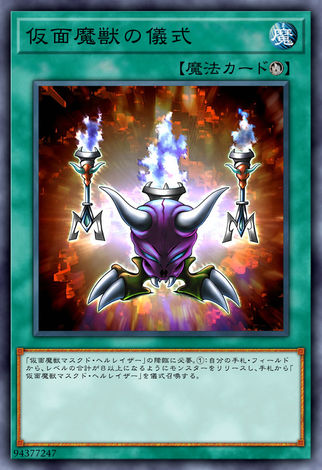 仮面魔獣の儀式
魔
【魔法カード】
「仮面魔獣マスクド・ヘルレイザー」の降臨に必要。①:自分の手札・フィールド
から、レベルの合計が8以上になるようにモンスターをリリースし、手札から「
仮面魔獣マスクド・ヘルレイザー」を儀式召喚する。
94377247